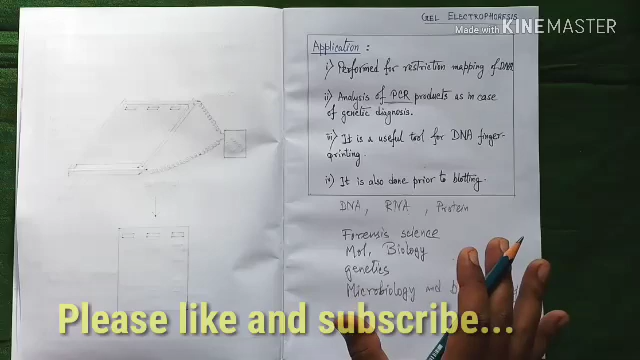 GEL ELECTROPHORESIS
Made with KINEMASTER
Application :
i) Performed for restriction mapping of DNA
ii) Analysis of PCR products as in case
of genetic diagnosis.
iii) It is a useful tool for DNA finger-
printing.
iv) It is also done prior to blotting.
DNA, RNA, Protein
Forensis science
Mol, Biology
genetics
Microbiology and
Please like and subscribe...